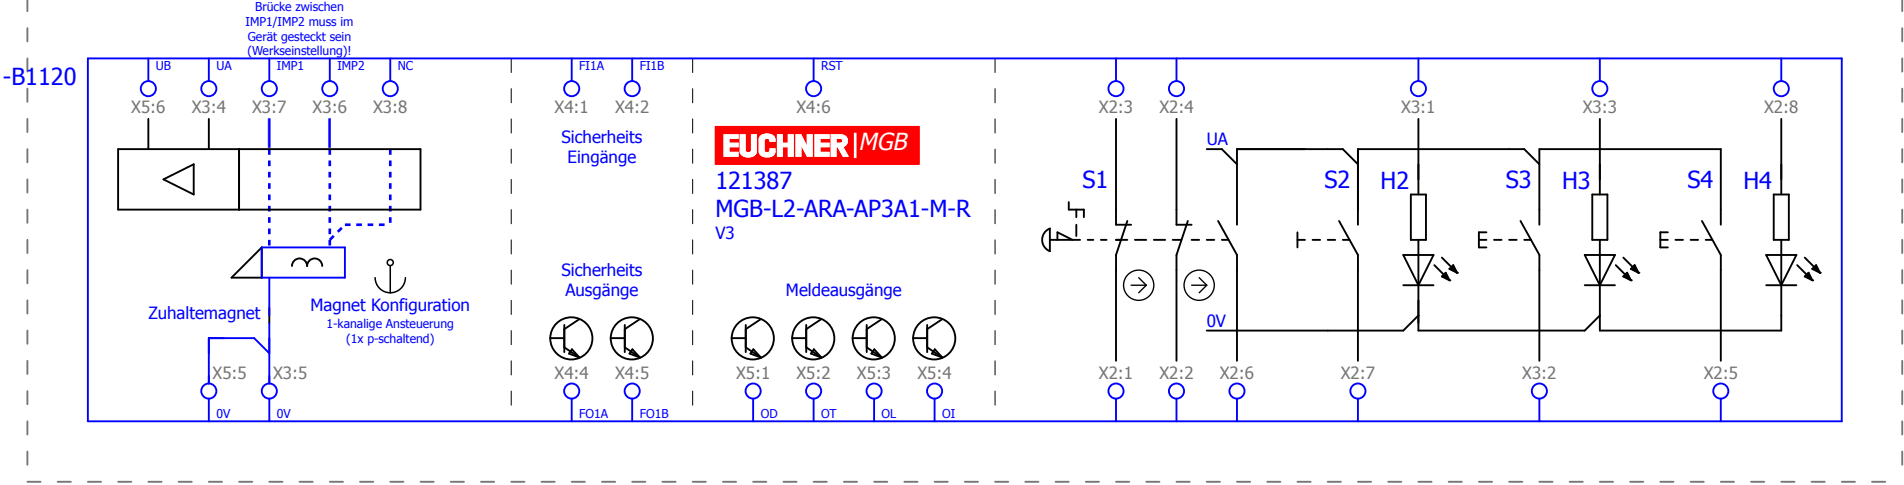 Brücke zwischen
IMP1/IMP2 muss im
Gerät gesteckt sein
(Werkseinstellung)!
-B1120
UB UA IMP1 IMP2 NC FI1A FI1B RST
X5:6 X3:4 X3:7 X3:6 X3:8 X4:1 X4:2 X4:6 X2:3 X2:4 X3:1 X3:3 X2:8
Sicherheits
Eingänge
EUCHNER|MGB
121387
MGB-L2-ARA-AP3A1-M-R
V3
UA
S1 S2 H2 S3 H3 S4 H4
Zuhaltemagnet
Magnet Konfiguration
1-kanalige Ansteuerung
(1x p-schaltend)
Sicherheits
Ausgänge
Meldeausgänge
0V
X5:5 X3:5 X4:4 X4:5 X5:1 X5:2 X5:3 X5:4 X2:1 X2:2 X2:6 X2:7 X3:2 X2:5
0V 0V FO1A FO1B OD OT OL OI